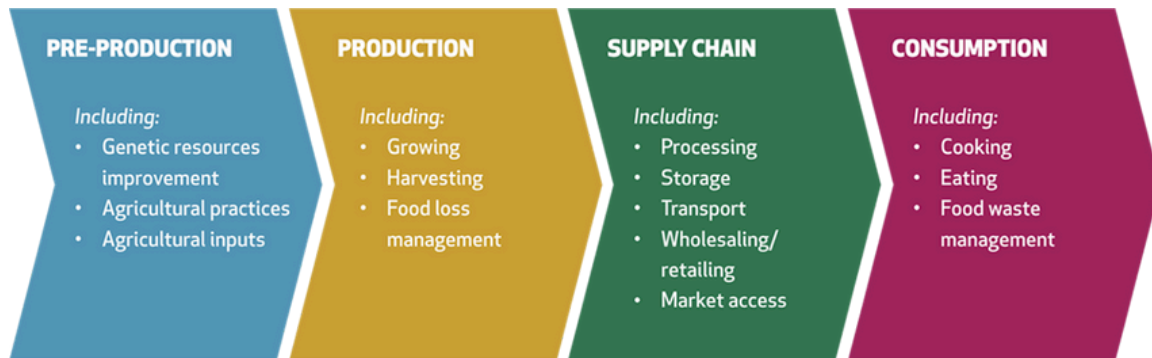 PRE-PRODUCTION
Including:
• Genetic resources
improvement
• Agricultural practices
• Agricultural inputs
PRODUCTION
Including:
• Growing
• Harvesting
• Food loss
management
SUPPLY CHAIN
Including:
• Processing
• Storage
• Transport
• Wholesaling/
retailing
• Market access
CONSUMPTION
Including:
• Cooking
• Eating
• Food waste
management